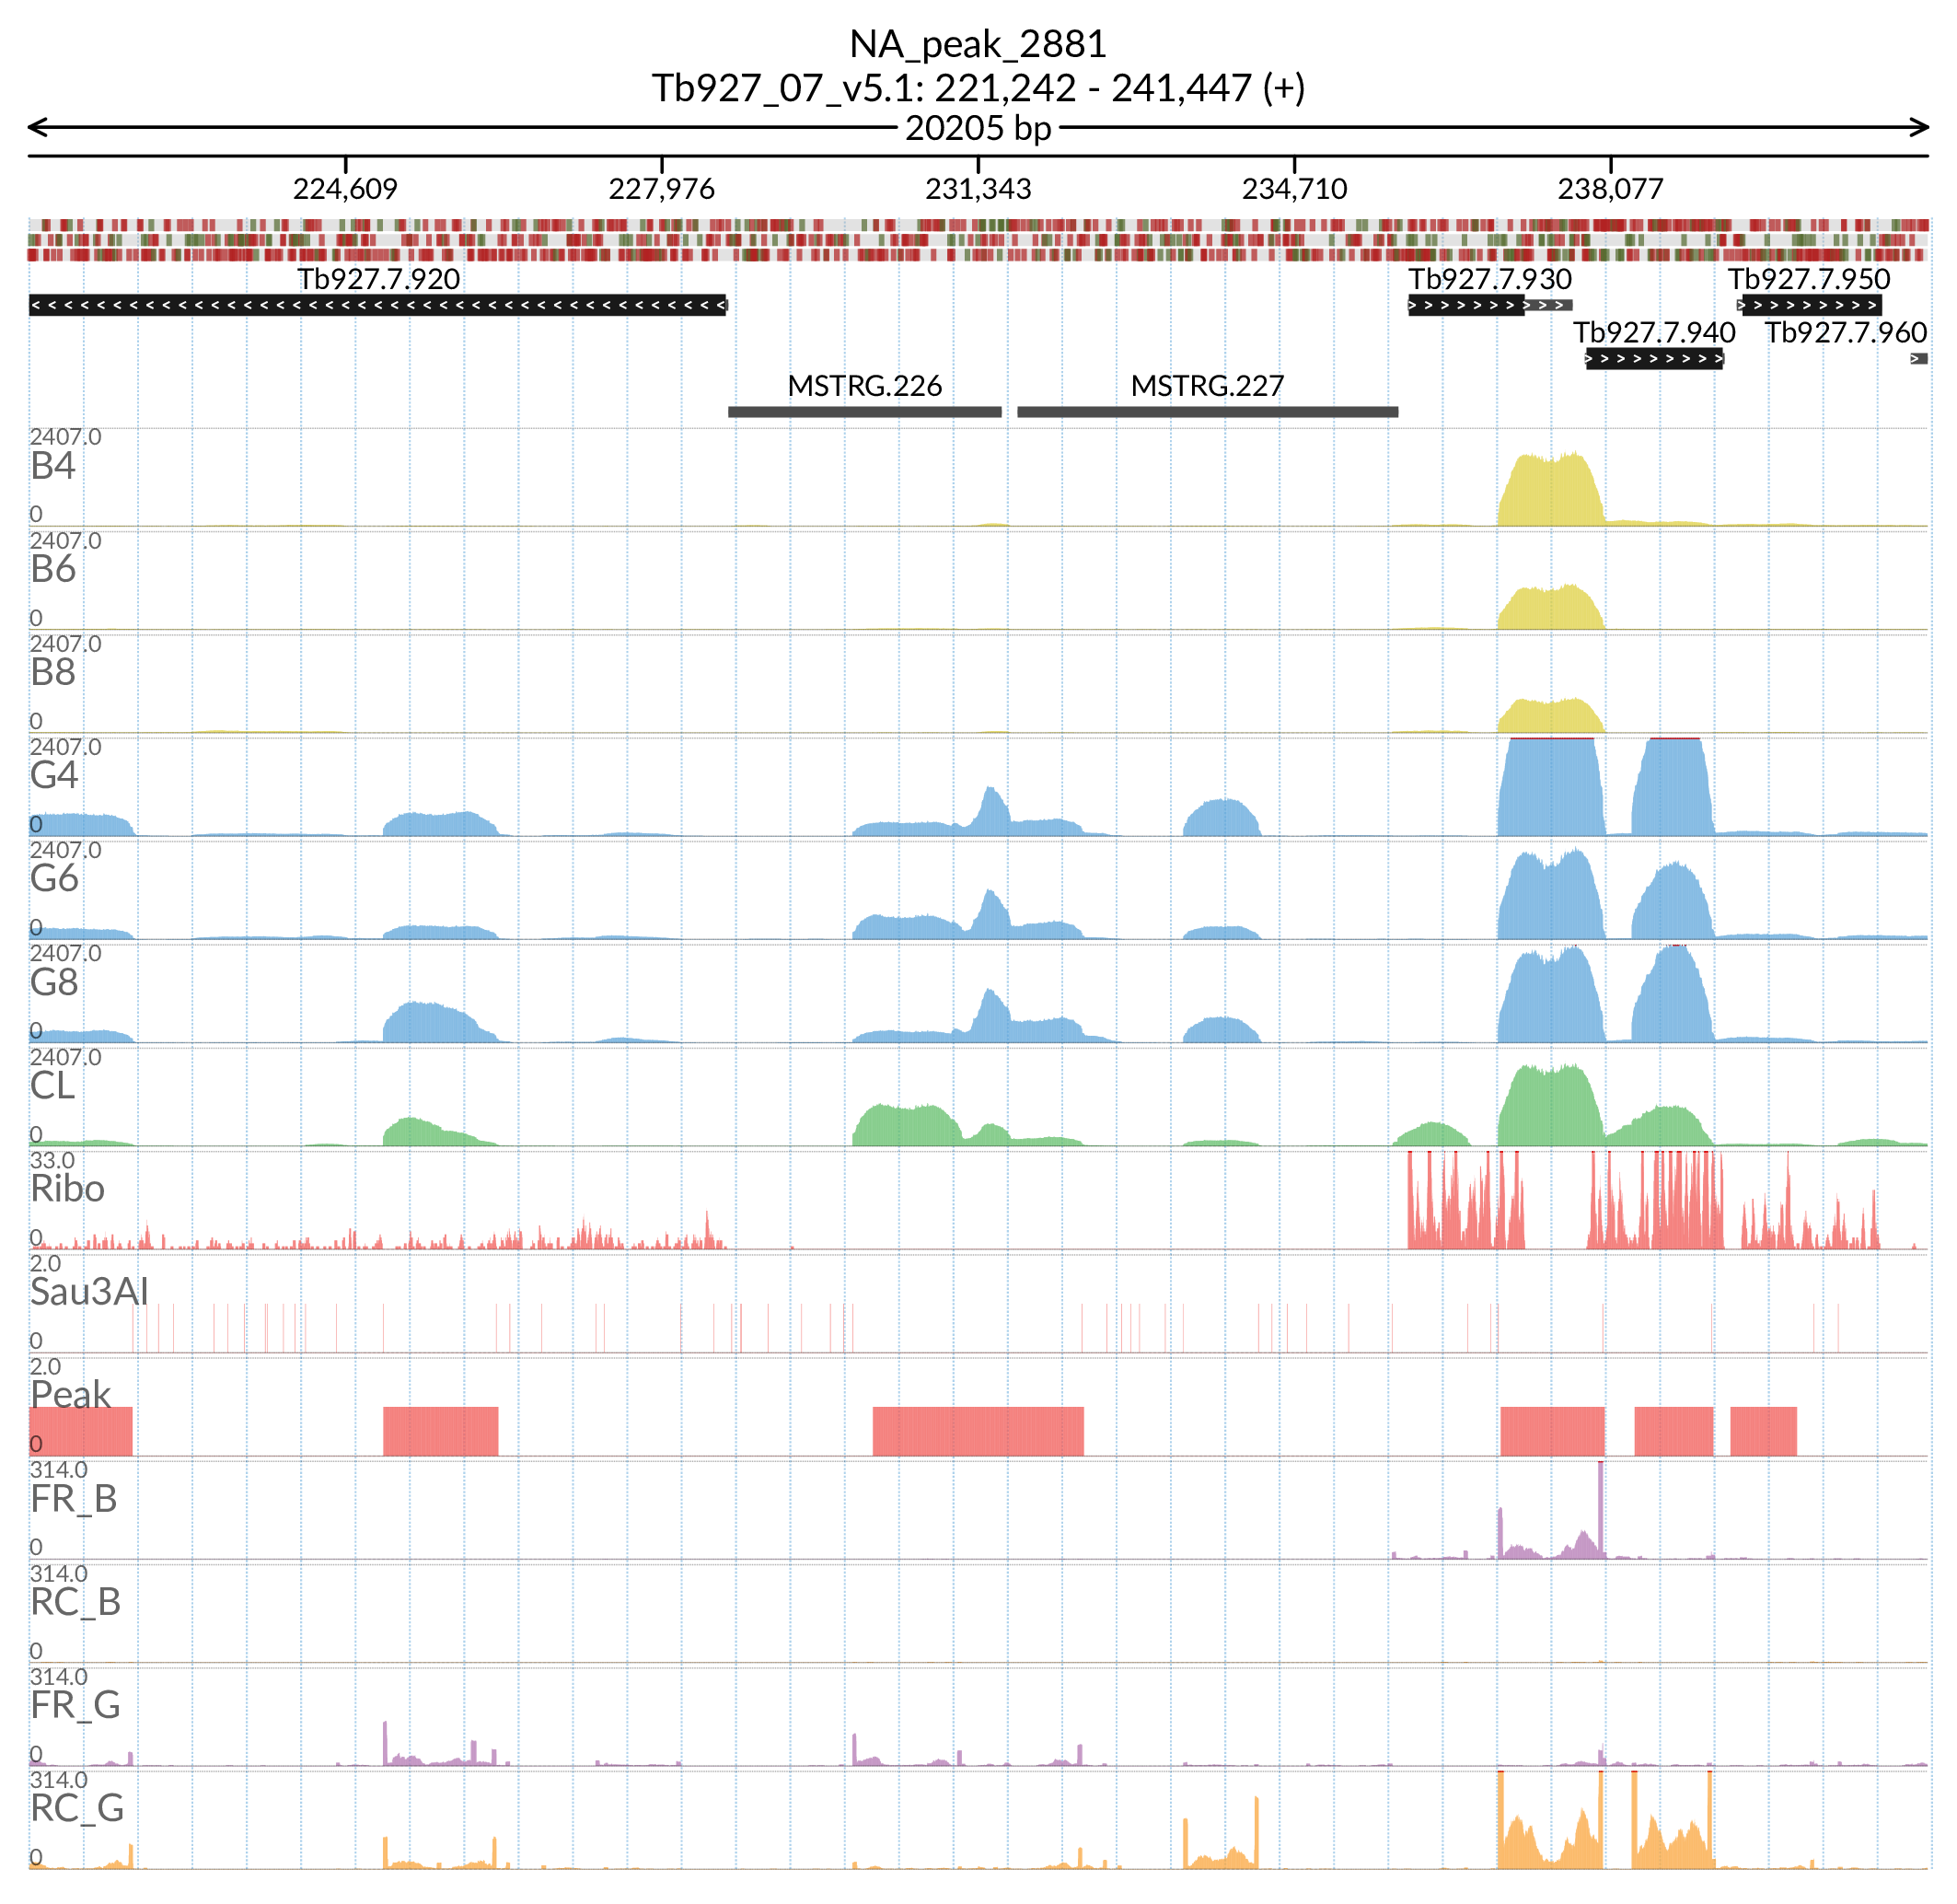 NA_peak_2881
Tb927_07_v5.1: 221,242 - 241,447 (+)
20205 bp
224,609 227,976 231,343 234,710 238,077
Tb927.7.920 Tb927.7.930 Tb927.7.950
Tb927.7.940 Tb927.7.960
MSTRG.226 MSTRG.227
2407.0
B4
0
2407.0
B6
0
2407.0
B8
0
2407.0
G4
0
2407.0
G6
0
2407.0
G8
0
2407.0
CL
0
33.0
Ribo
0
2.0
Sau3AI
0
2.0
Peak
0
314.0
FR_B
0
314.0
RC_B
0
314.0
FR_G
0
314.0
RC_G
0